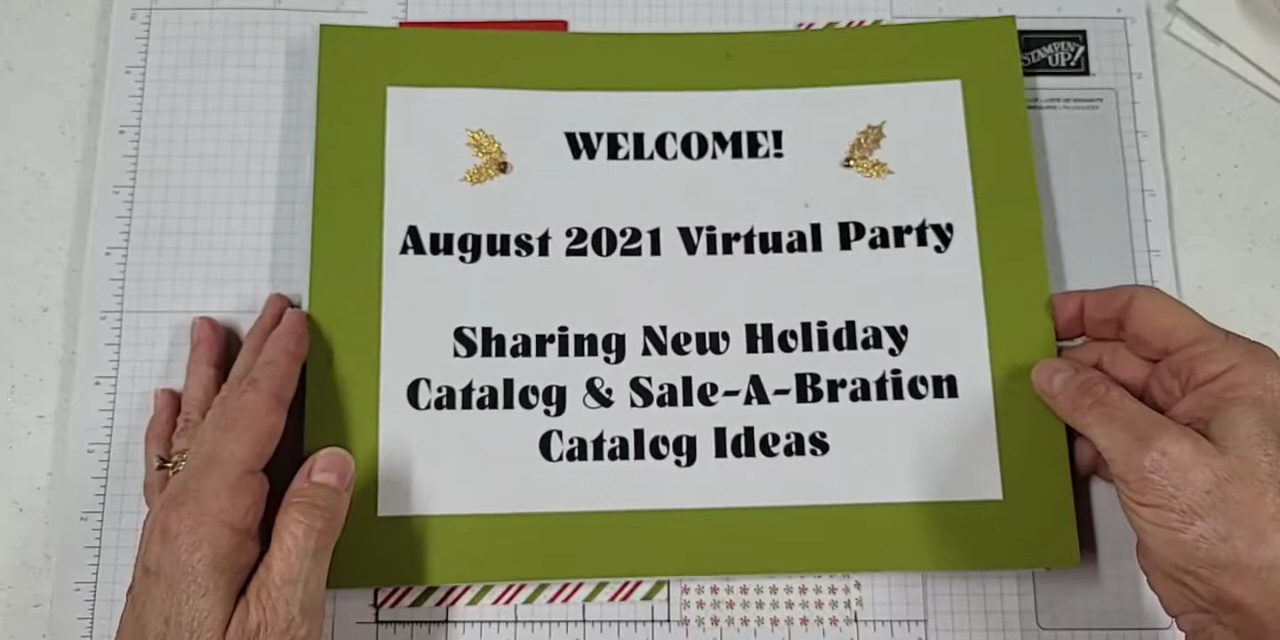 STAMPIN' UP!
WELCOME!
August 2021 Virtual Party
Sharing New Holiday
Catalog & Sale-A-Bration
Catalog Ideas